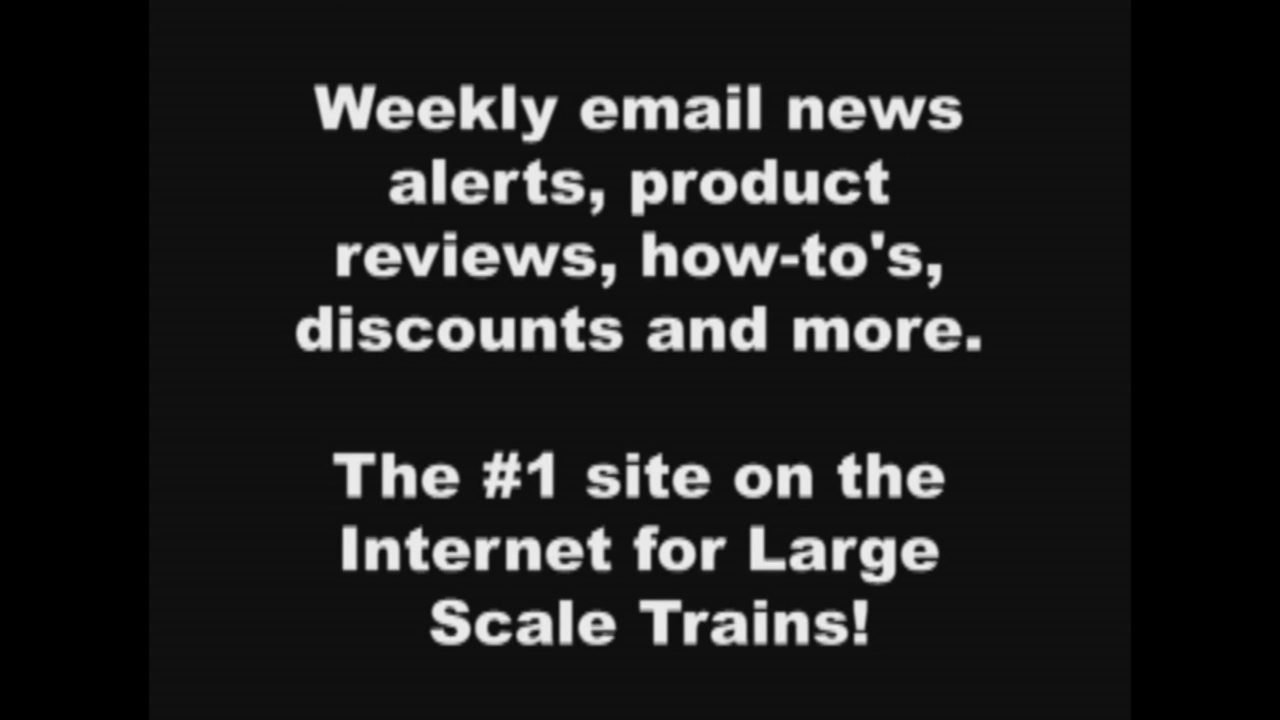 Weekly email news
alerts, product
reviews, how-to's,
discounts and more.
The #1 site on the
Internet for Large
Scale Trains!